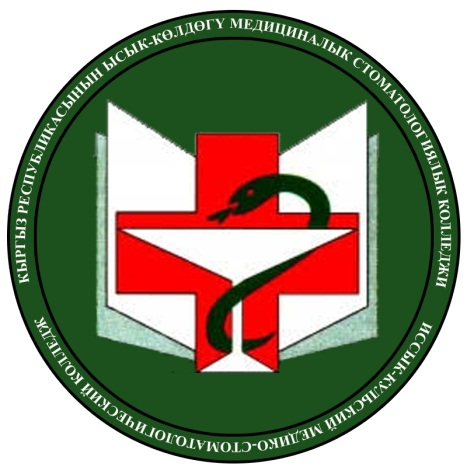 КЫРГЫЗ РЕСПУБЛИКАСЫНЫН ЫСЫК-КӨЛДӨГҮ МЕДИЦИНАЛЫК СТОМАТОЛОГИЯЛЫК КОЛЛЕДЖИ
ИССЫК-КУЛЬСКИЙ МЕДИКО-СТОМАТОЛОГИЧЕСКИЙ КОЛЛЕДЖ